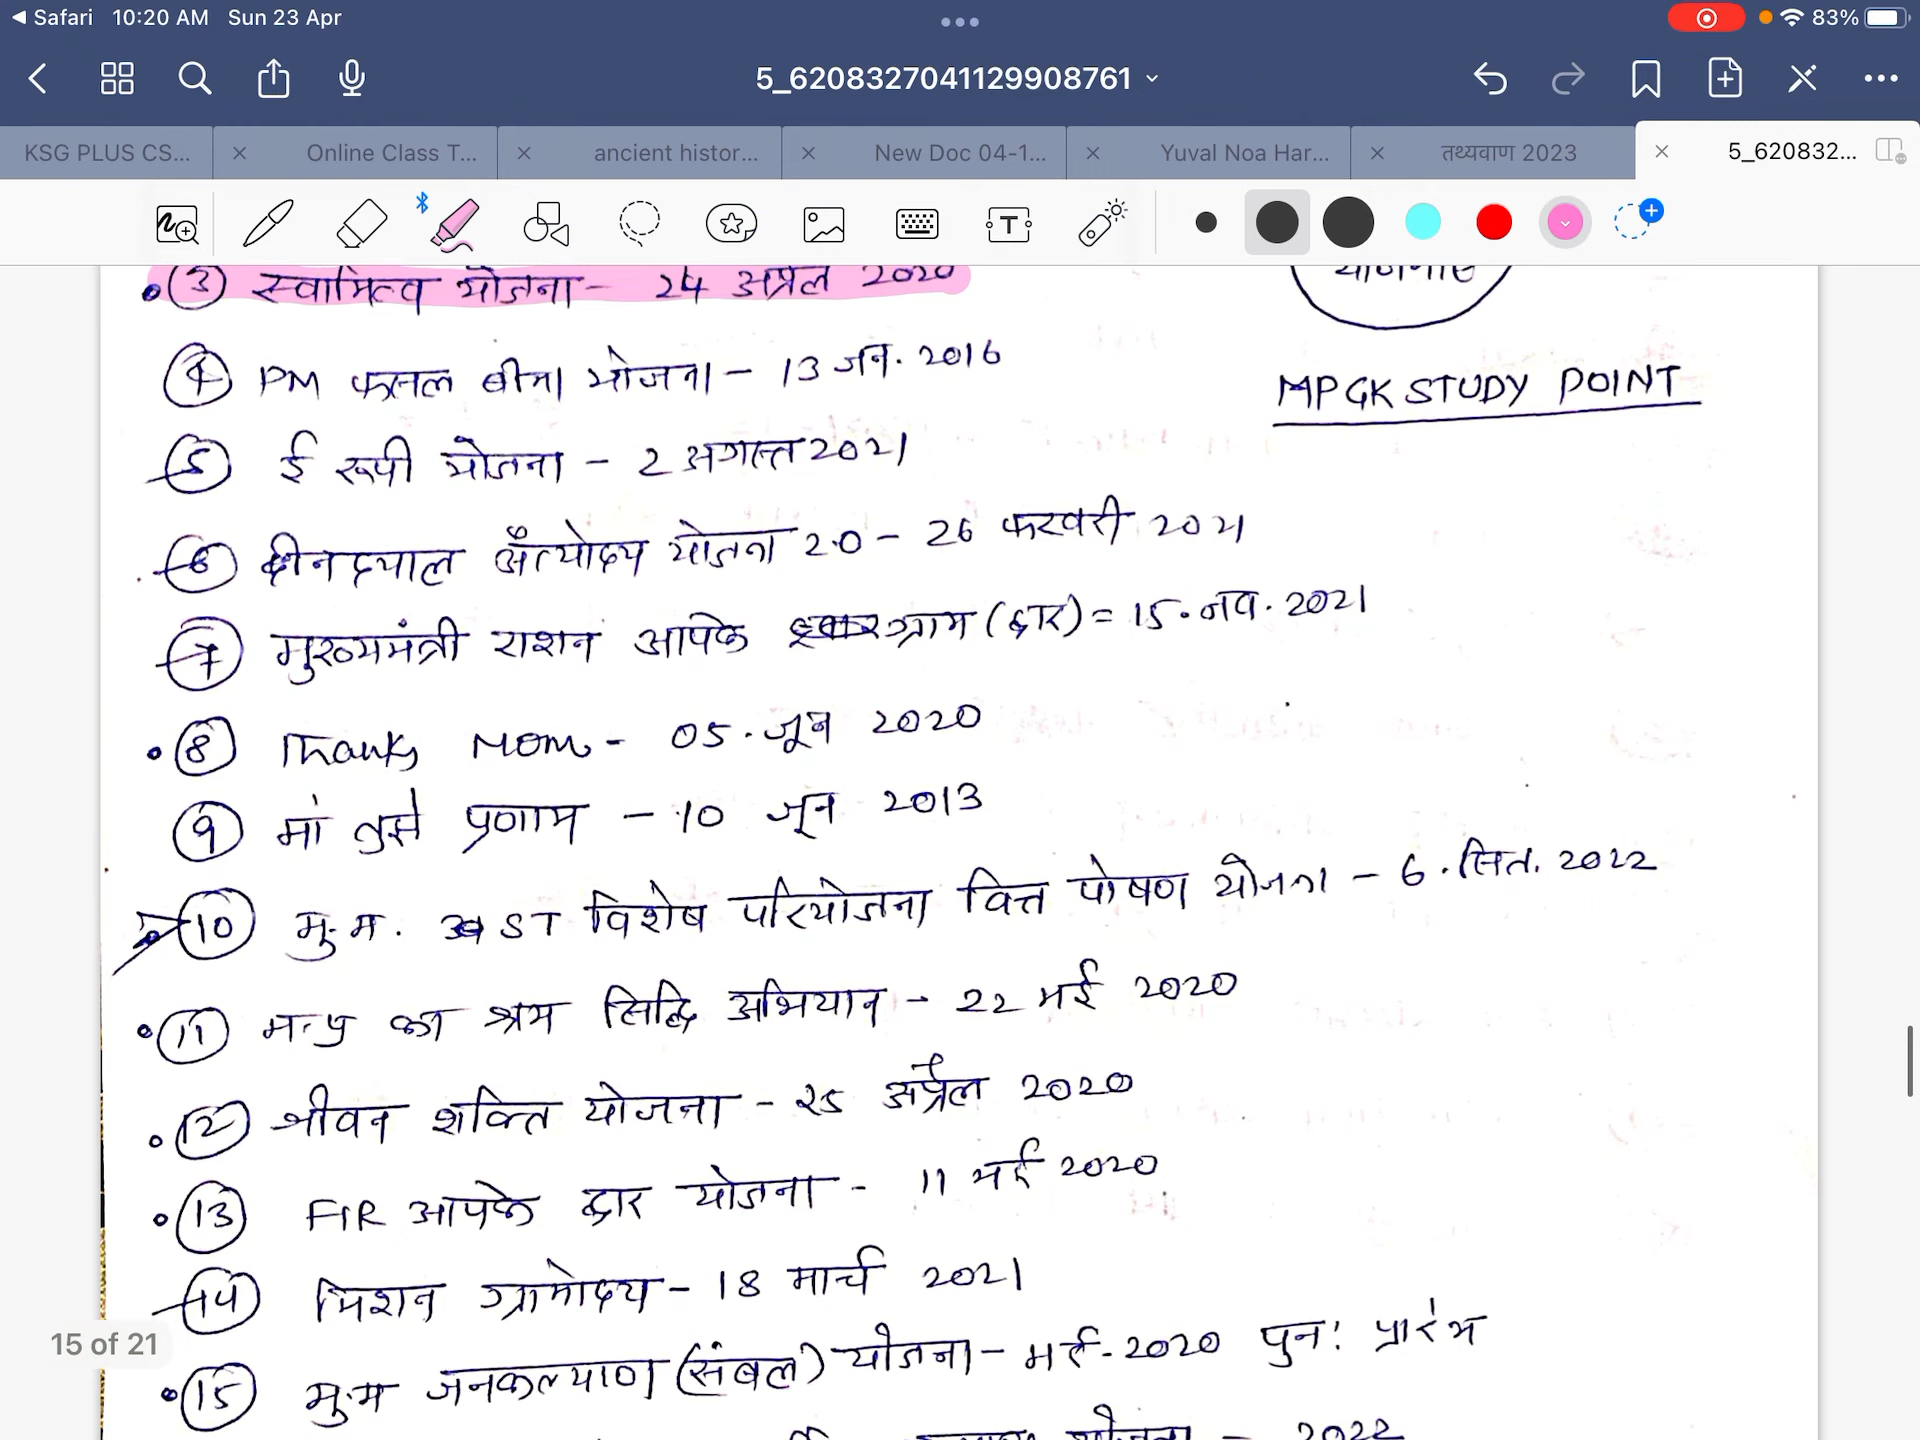 Safari 10:20 AM Sun 23 Apr 83%
5_6208327041129908761
KSG PLUS CS... Online Class T... ancient histor... New Doc 04-1... Yuval Noa Har... तथ्यवाण 2023 5_620832...
T
③ स्वामित्व योजना - 24 अप्रैल 2020
योजनाएं
④ PM फसल बीमा योजना - 13 जन. 2016
MPGK STUDY POINT
⑤ ई रूपी योजना - 2 अगस्त 2021
⑥ दीनदयाल अँत्योदय योजना 2.0 - 26 फरवरी 2021
⑦ मुख्यमंत्री राशन आपके ग्राम (द्वार) = 15. नव. 2021
⑧ Thanks Mom - 05. जून 2020
⑨ मां तुझे प्रणाम - 10 जून 2013
⑩ मु.म. ST विशेष परियोजना वित्त पोषण योजना - 6. सित. 2022
⑪ म.प्र का श्रम सिद्धि अभियान - 22 मई 2020
⑫ जीवन शक्ति योजना - 25 अप्रैल 2020
⑬ FIR आपके द्वार योजना - 11 मई 2020
⑭ मिशन ग्रामोदय - 18 मार्च 2021
15 of 21
⑮ मु.म जनकल्याण (संबल) योजना - मई - 2020 पुन: प्रारंभ
योजना - 2022